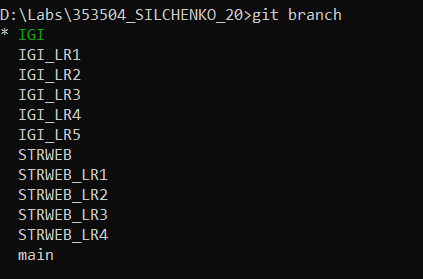 D:\Labs\353504_SILCHENKO_20>git branch
* IGI
  IGI_LR1
  IGI_LR2
  IGI_LR3
  IGI_LR4
  IGI_LR5
  STRWEB
  STRWEB_LR1
  STRWEB_LR2
  STRWEB_LR3
  STRWEB_LR4
  main